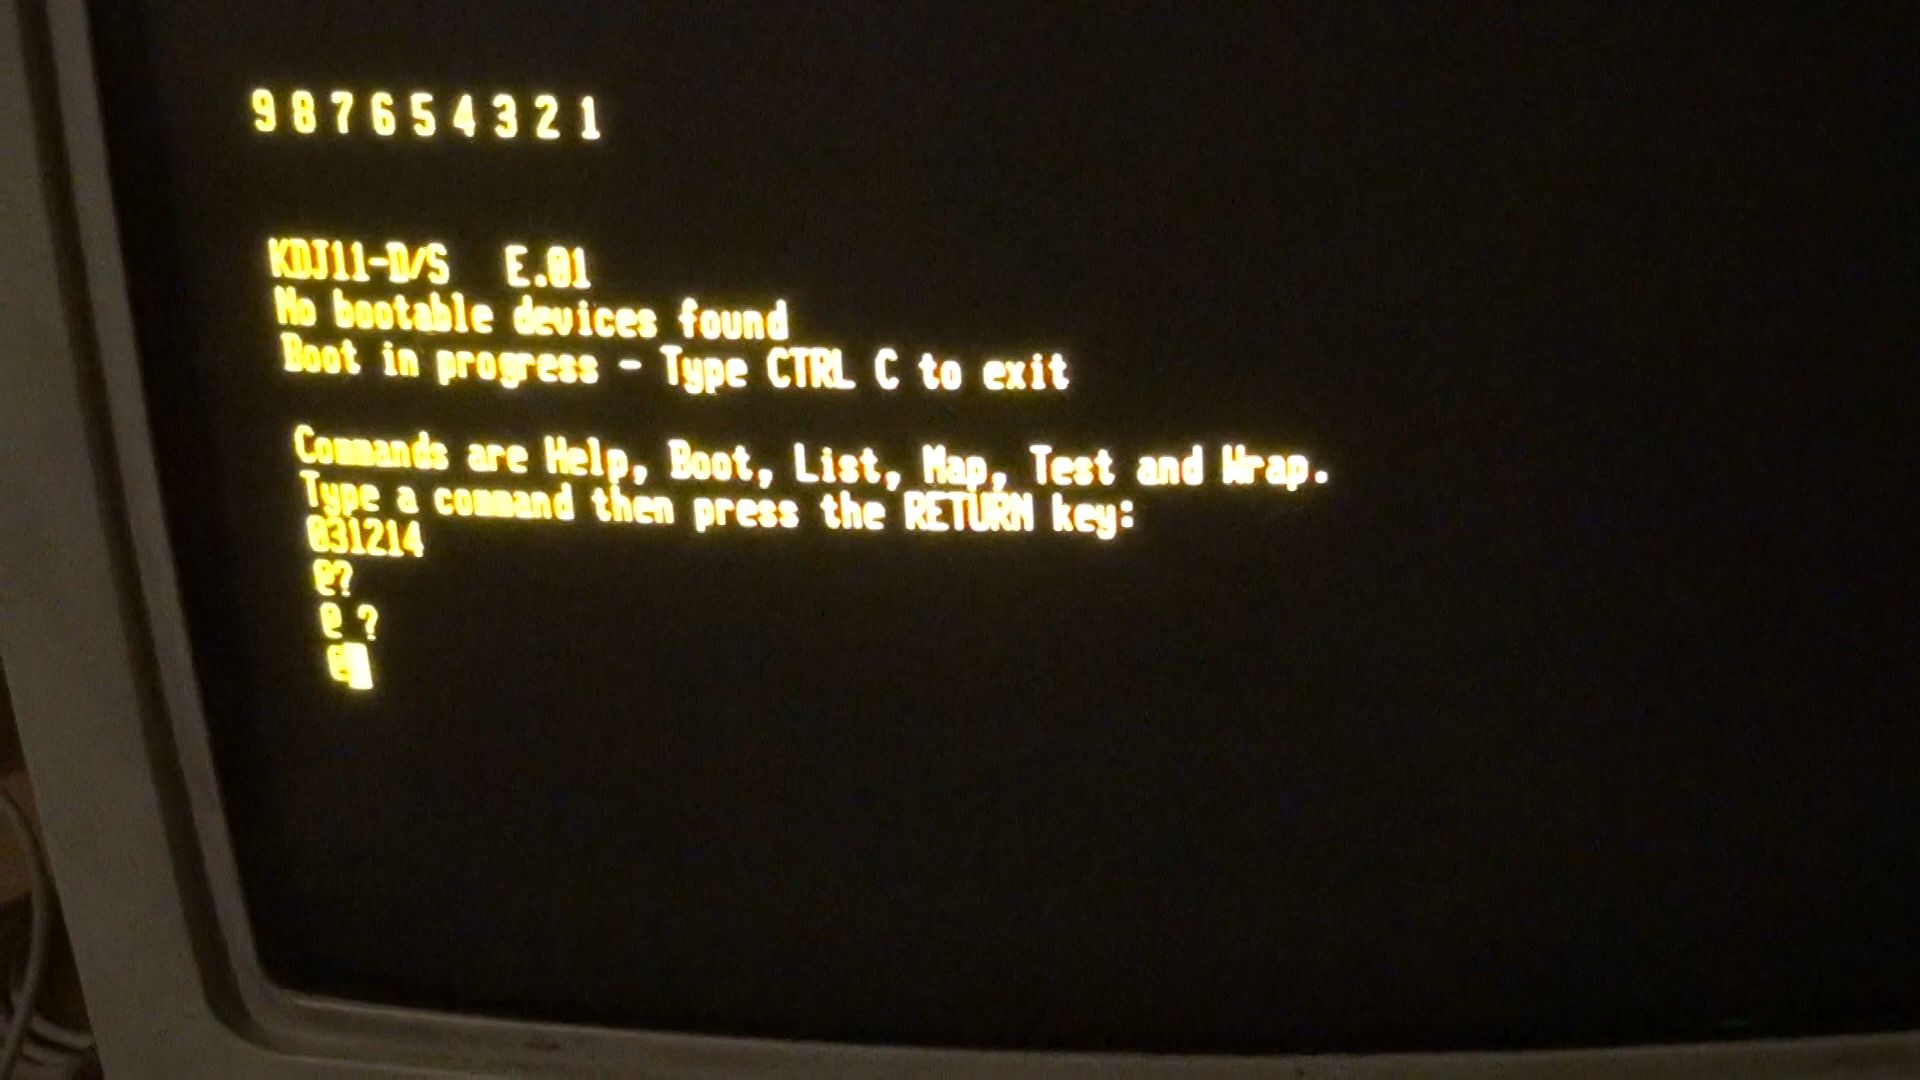 9 8 7 6 5 4 3 2 1
KDJ11-D/S   E.01
No bootable devices found
Boot in progress - Type CTRL C to exit
Commands are Help, Boot, List, Map, Test and Wrap.
Type a command then press the RETURN key:
031214
@?
@ ?
@